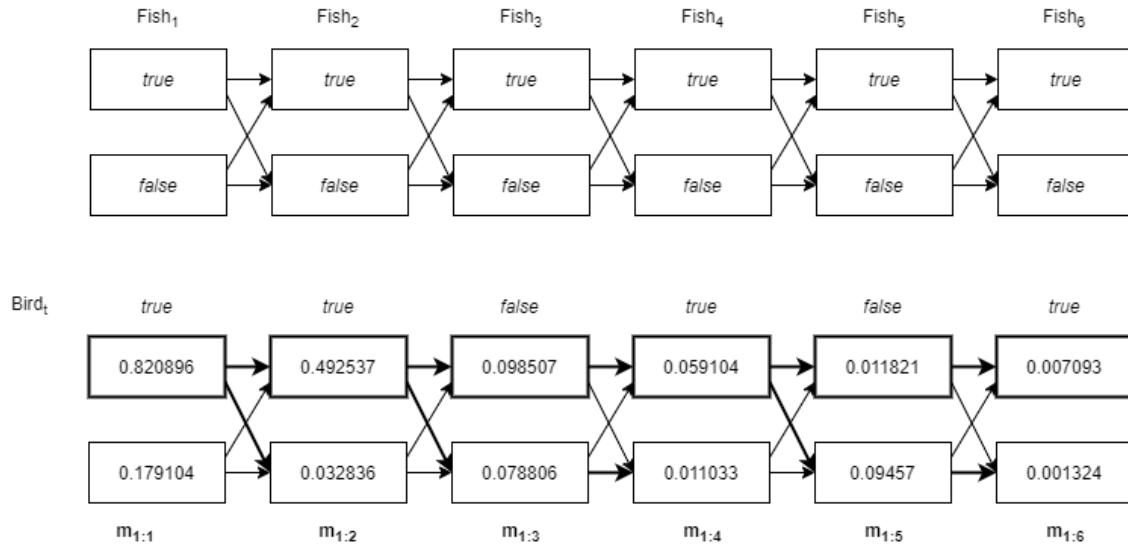 Fish₁ Fish₂ Fish₃ Fish₄ Fish₅ Fish₆
true true true true true true
false false false false false false
Birdₜ true true false true false true
0.820896 0.492537 0.098507 0.059104 0.011821 0.007093
0.179104 0.032836 0.078806 0.011033 0.09457 0.001324
m₁:₁ m₁:₂ m₁:₃ m₁:₄ m₁:₅ m₁:₆